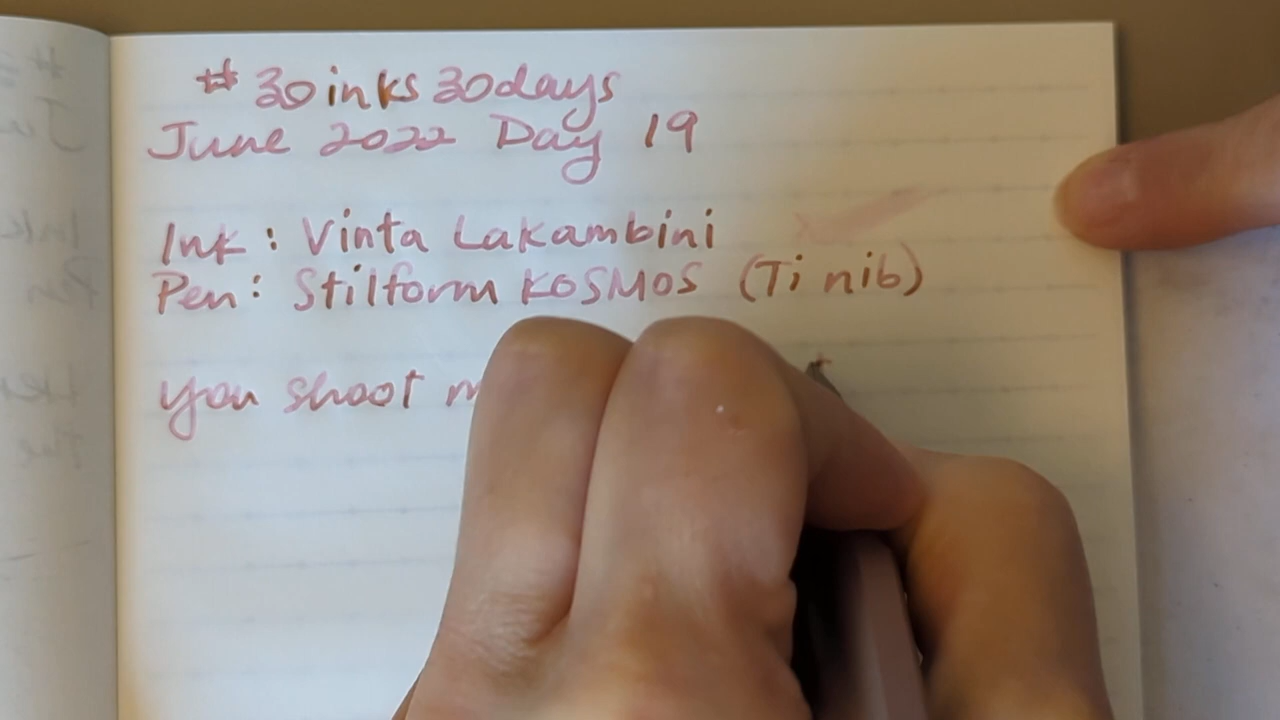 #30inks30days
June 2022 Day 19
Ink: Vinta Lakambini
Pen: Stilform KOSMOS (Ti nib)
you shoot